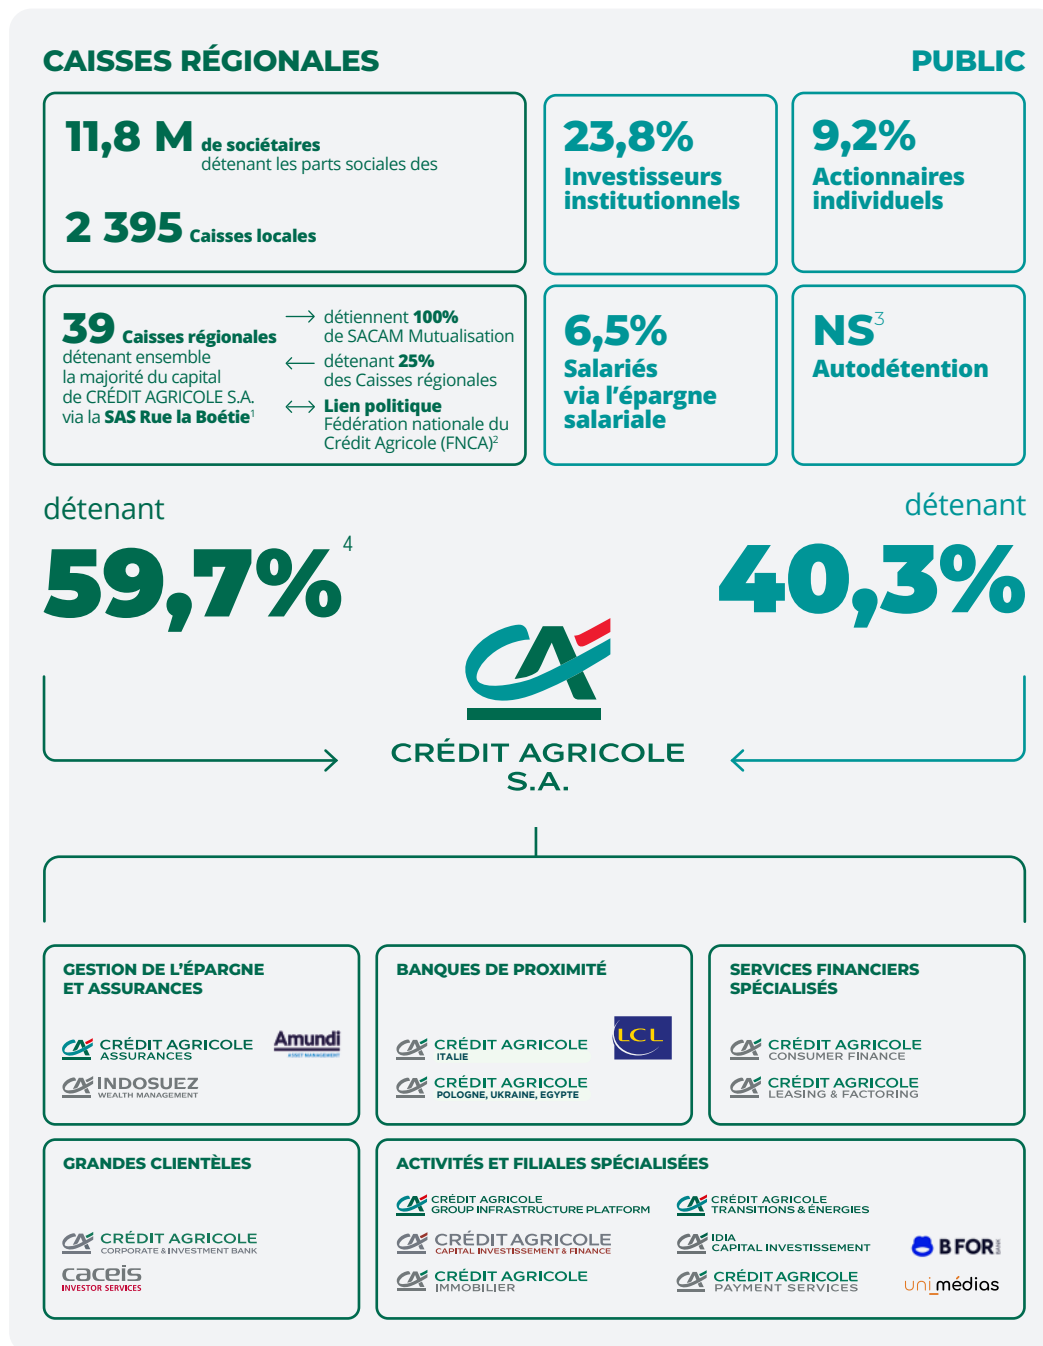 CAISSES RÉGIONALES
PUBLIC
11,8 M de sociétaires
détenant les parts sociales des
2 395 Caisses locales
23,8%
Investisseurs
institutionnels
9,2%
Actionnaires
individuels
39 Caisses régionales
détenant ensemble
la majorité du capital
de CRÉDIT AGRICOLE S.A.
via la SAS Rue la Boétie¹
détiennent 100%
de SACAM Mutualisation
détenant 25%
des Caisses régionales
Lien politique
Fédération nationale du
Crédit Agricole (FNCA)²
6,5%
Salariés
via l’épargne
salariale
NS³
Autodétention
détenant
59,7% 4
détenant
40,3%
CRÉDIT AGRICOLE
S.A.
GESTION DE L’ÉPARGNE
ET ASSURANCES
CRÉDIT AGRICOLE
ASSURANCES
Amundi
ASSET MANAGEMENT
INDOSUEZ
WEALTH MANAGEMENT
BANQUES DE PROXIMITÉ
LCL
CRÉDIT AGRICOLE
ITALIE
CRÉDIT AGRICOLE
POLOGNE, UKRAINE, EGYPTE
SERVICES FINANCIERS
SPÉCIALISÉS
CRÉDIT AGRICOLE
CONSUMER FINANCE
CRÉDIT AGRICOLE
LEASING & FACTORING
GRANDES CLIENTÈLES
CRÉDIT AGRICOLE
CORPORATE & INVESTMENT BANK
caceis
INVESTOR SERVICES
ACTIVITÉS ET FILIALES SPÉCIALISÉES
CRÉDIT AGRICOLE
GROUP INFRASTRUCTURE PLATFORM
CRÉDIT AGRICOLE
TRANSITIONS & ÉNERGIES
CRÉDIT AGRICOLE
CAPITAL INVESTISSEMENT & FINANCE
IDIA
CAPITAL INVESTISSEMENT
BFOR BANK
CRÉDIT AGRICOLE
IMMOBILIER
CRÉDIT AGRICOLE
PAYMENT SERVICES
uni_médias